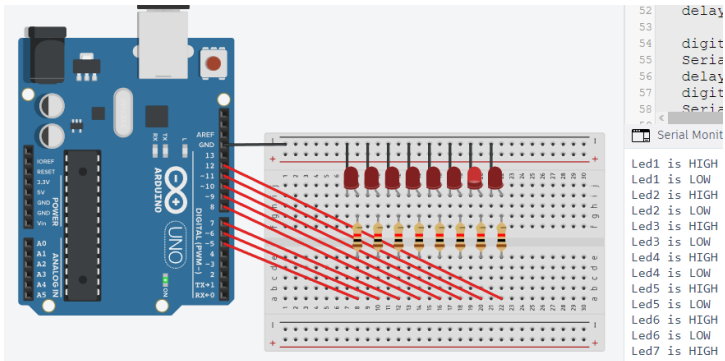 AREF
GND
13
12
~11
~10
~9
8
7
~6
~5
4
~3
2
TX→1
RX←0
RX
TX
L
IOREF
RESET
3.3V
5V
GND
GND
Vin
POWER
A0
A1
A2
A3
A4
A5
ANALOG IN
ARDUINO
UNO
DIGITAL (PWM~)
ON
52 delay
53
54 digit
55 Seria
56 delay
57 digit
58 Seria
Serial Monit
Led1 is HIGH
Led1 is LOW
Led2 is HIGH
Led2 is LOW
Led3 is HIGH
Led3 is LOW
Led4 is HIGH
Led4 is LOW
Led5 is HIGH
Led5 is LOW
Led6 is HIGH
Led6 is LOW
Led7 is HIGH